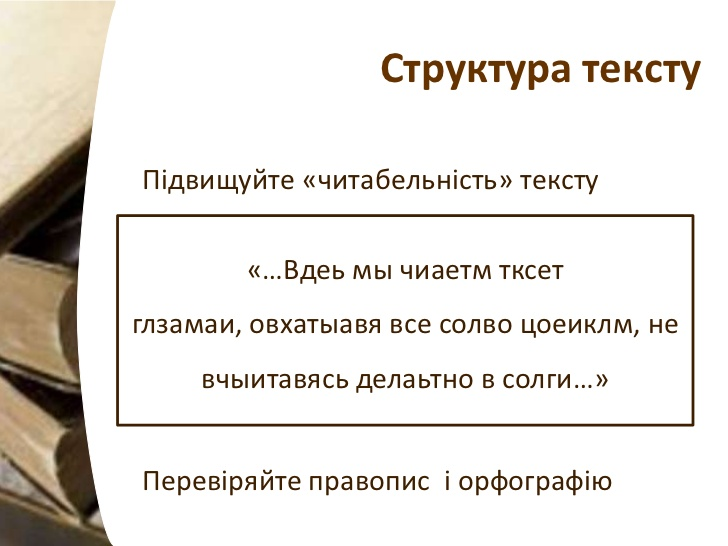 Структура тексту
Підвищуйте «читабельність» тексту
«…Вдеь мы чиаетм тксет
глзамаи, овхатыавя все солво цоеиклм, не
вчыитавясь делаьтно в солги…»
Перевіряйте правопис і орфографію